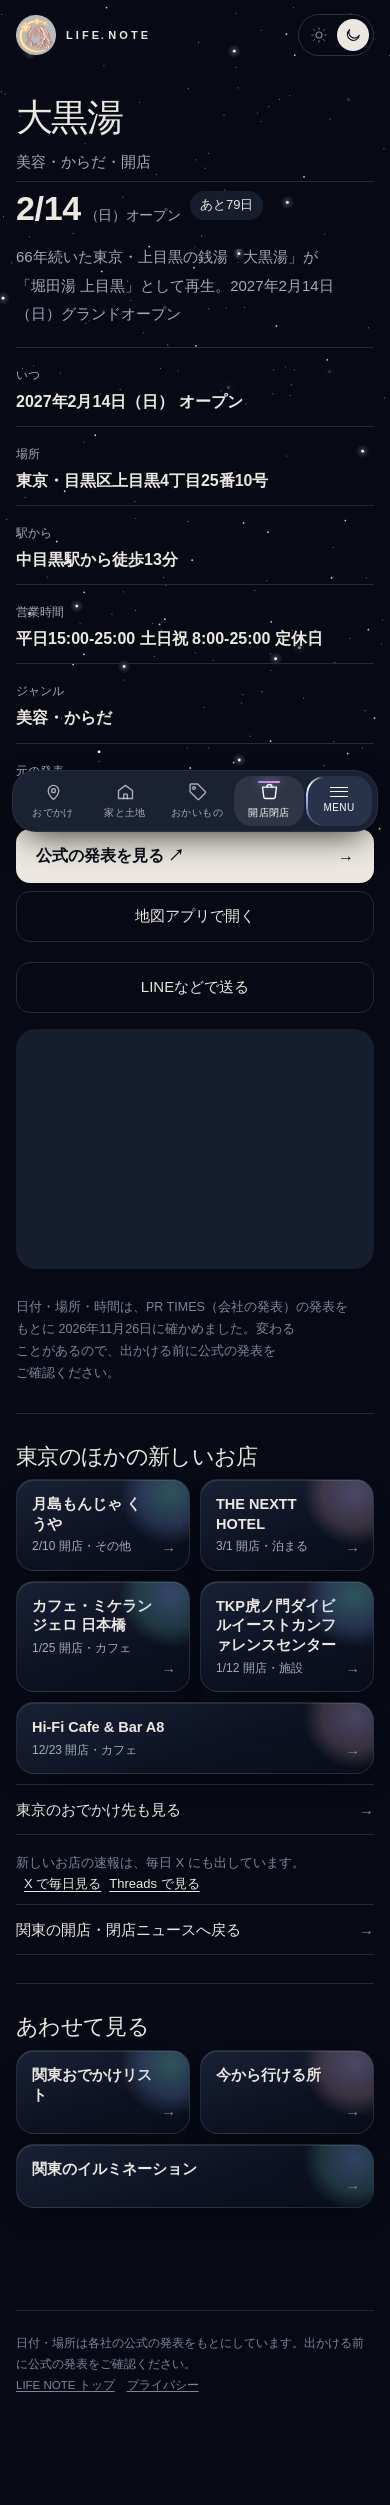 LIFE.NOTE
大黒湯
美容・からだ・開店
2/14（日）オープン あと79日
66年続いた東京・上目黒の銭湯「大黒湯」が
「堀田湯 上目黒」として再生。2027年2月14日
（日）グランドオープン
いつ
2027年2月14日（日） オープン
場所
東京・目黒区上目黒4丁目25番10号
駅から
中目黒駅から徒歩13分
営業時間
平日15:00-25:00 土日祝 8:00-25:00 定休日
ジャンル
美容・からだ
元の発表
おでかけ 家と土地 おかいもの 開店閉店 MENU
公式の発表を見る ↗ →
地図アプリで開く
LINEなどで送る
日付・場所・時間は、PR TIMES（会社の発表）の発表を
もとに 2026年11月26日に確かめました。変わる
ことがあるので、出かける前に公式の発表を
ご確認ください。
東京のほかの新しいお店
月島もんじゃ く
うや
2/10 開店・その他 →
THE NEXTT
HOTEL
3/1 開店・泊まる →
カフェ・ミケラン
ジェロ 日本橋
1/25 開店・カフェ
→
TKP虎ノ門ダイビ
ルイーストカンフ
ァレンスセンター
1/12 開店・施設 →
Hi-Fi Cafe & Bar A8
12/23 開店・カフェ →
東京のおでかけ先も見る →
新しいお店の速報は、毎日 X にも出しています。
X で毎日見る Threads で見る
関東の開店・閉店ニュースへ戻る →
あわせて見る
関東おでかけリス
ト
→
今から行ける所
→
関東のイルミネーション
→
日付・場所は各社の公式の発表をもとにしています。出かける前
に公式の発表をご確認ください。
LIFE NOTE トップ プライバシー